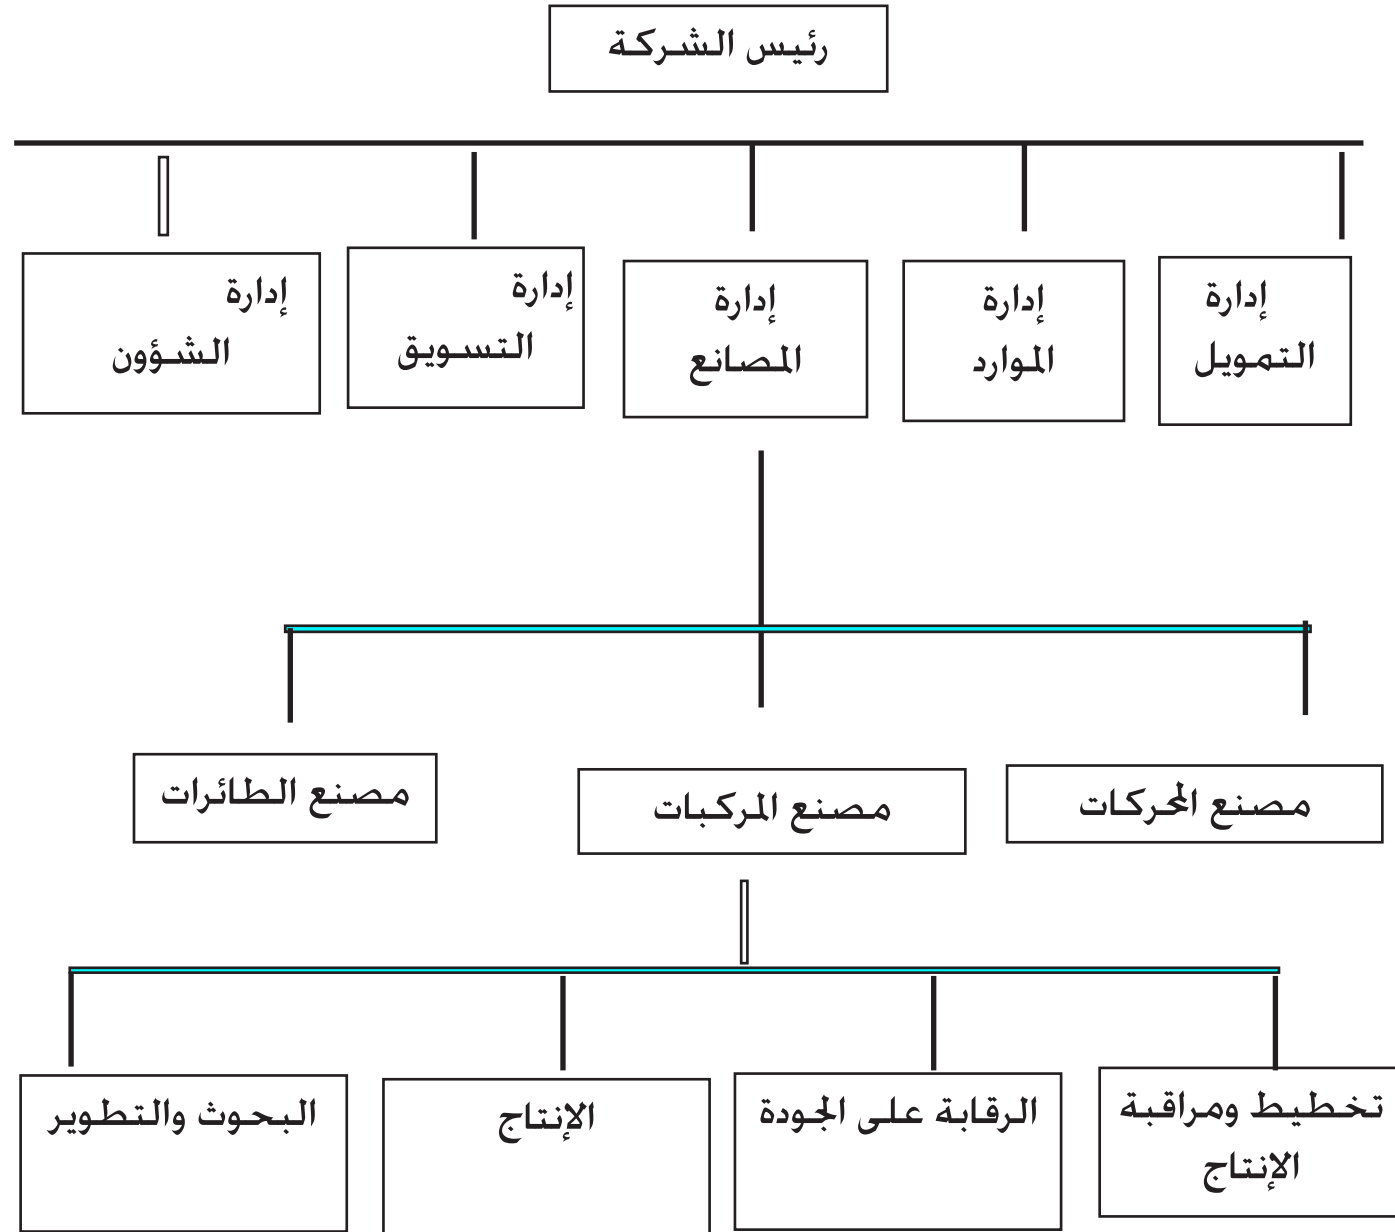 رئيس الشركة
إدارة
التمويل
إدارة
الموارد
إدارة
المصانع
إدارة
التسويق
إدارة
الشؤون
مصنع المحركات
مصنع المركبات
مصنع الطائرات
تخطيط ومراقبة
الإنتاج
الرقابة على الجودة
الإنتاج
البحوث والتطوير